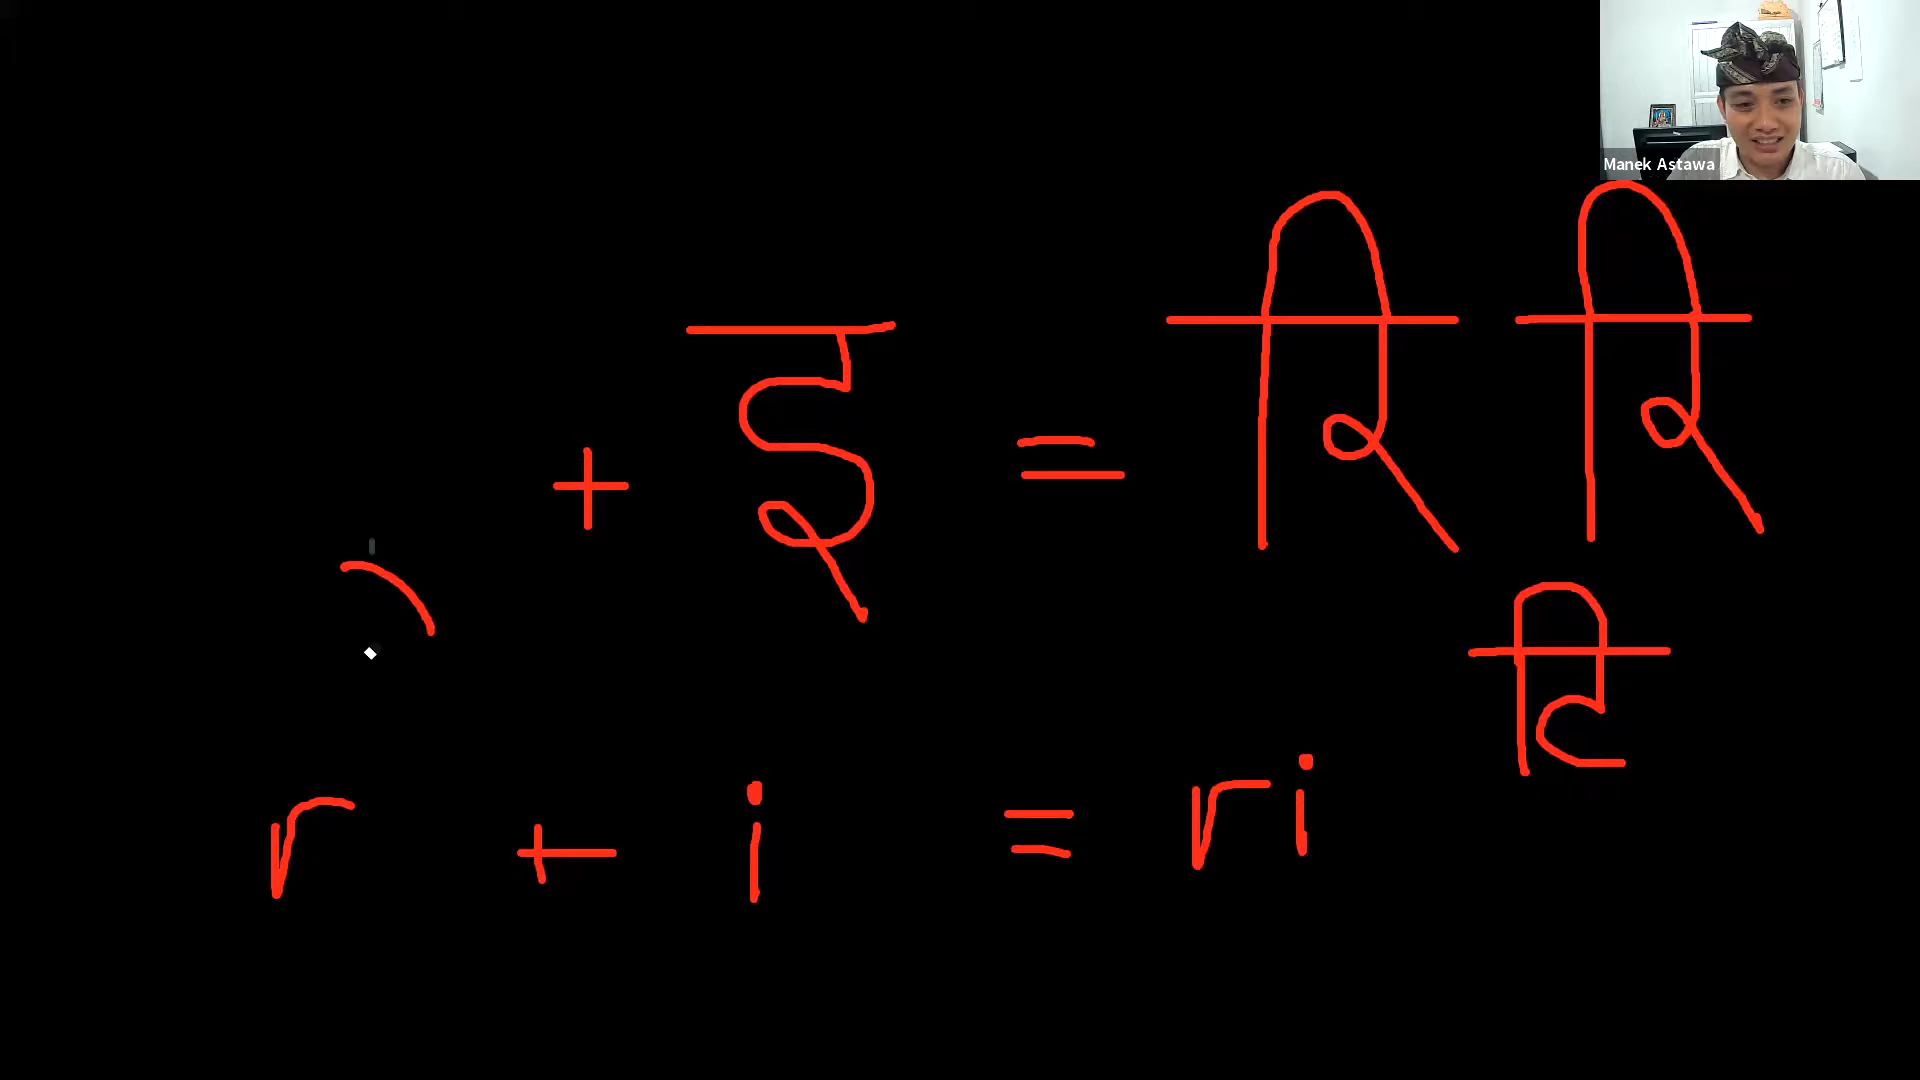 Manek Astawa
+ इ = रि रि
टि
r + i = ri